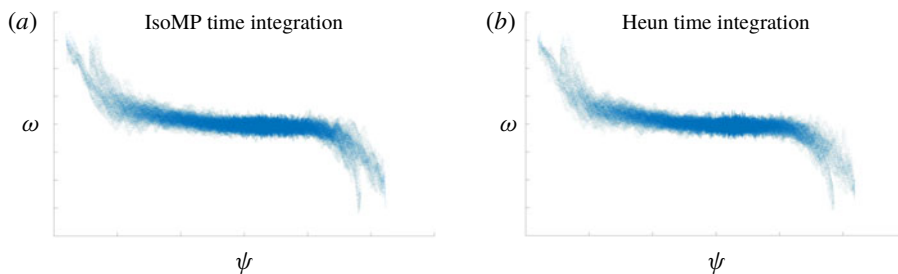 (a) IsoMP time integration
ω
ψ
(b) Heun time integration
ω
ψ